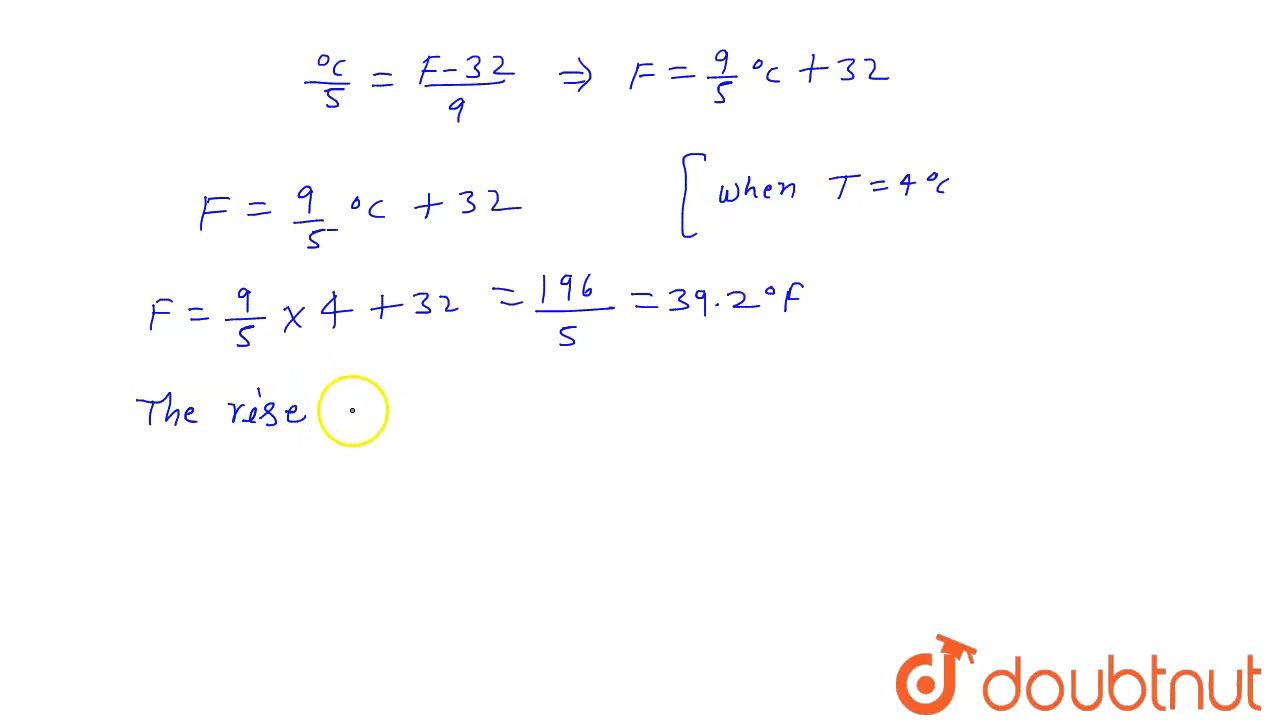 °C/5 = F-32/9 ⇒ F = 9/5 °C + 32
F = 9/5 °C + 32 [when T = 4°C
F = 9/5 × 4 + 32 = 196/5 = 39.2°F
The rise
doubtnut